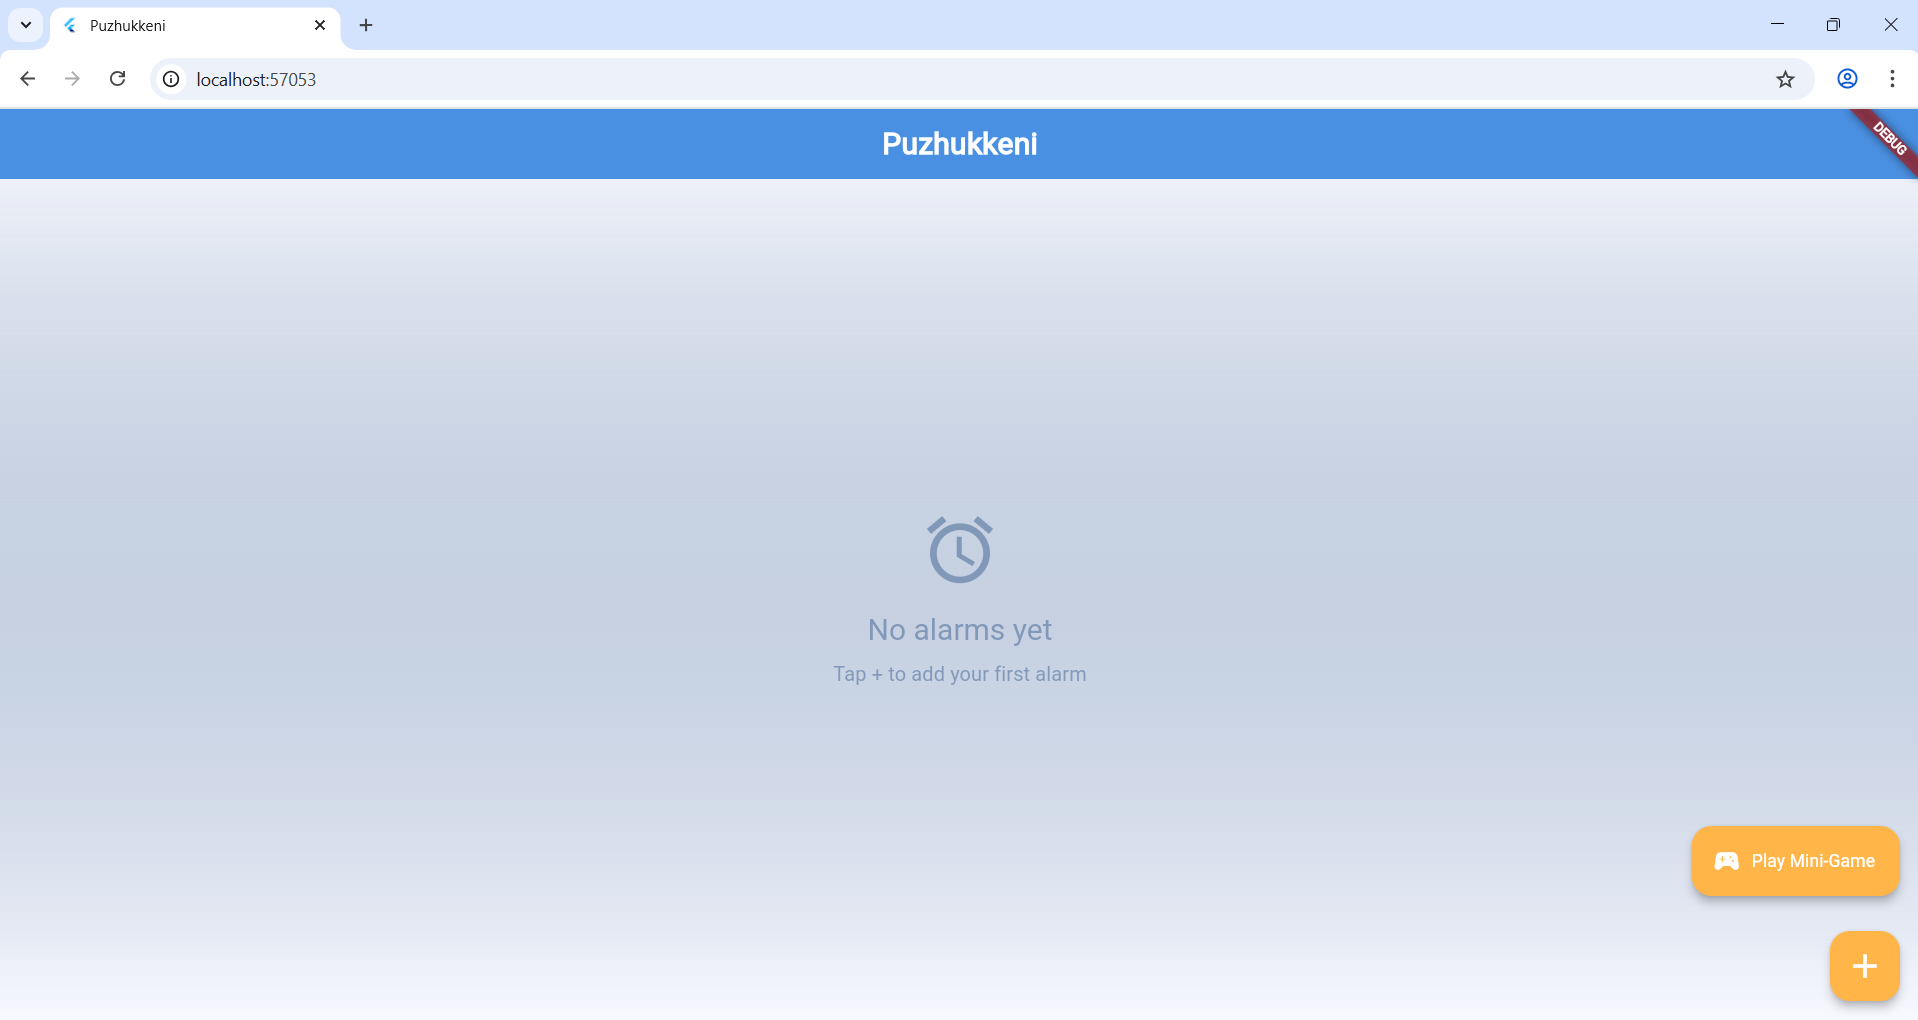 Puzhukkeni
localhost:57053
Puzhukkeni
DEBUG
No alarms yet
Tap + to add your first alarm
Play Mini-Game